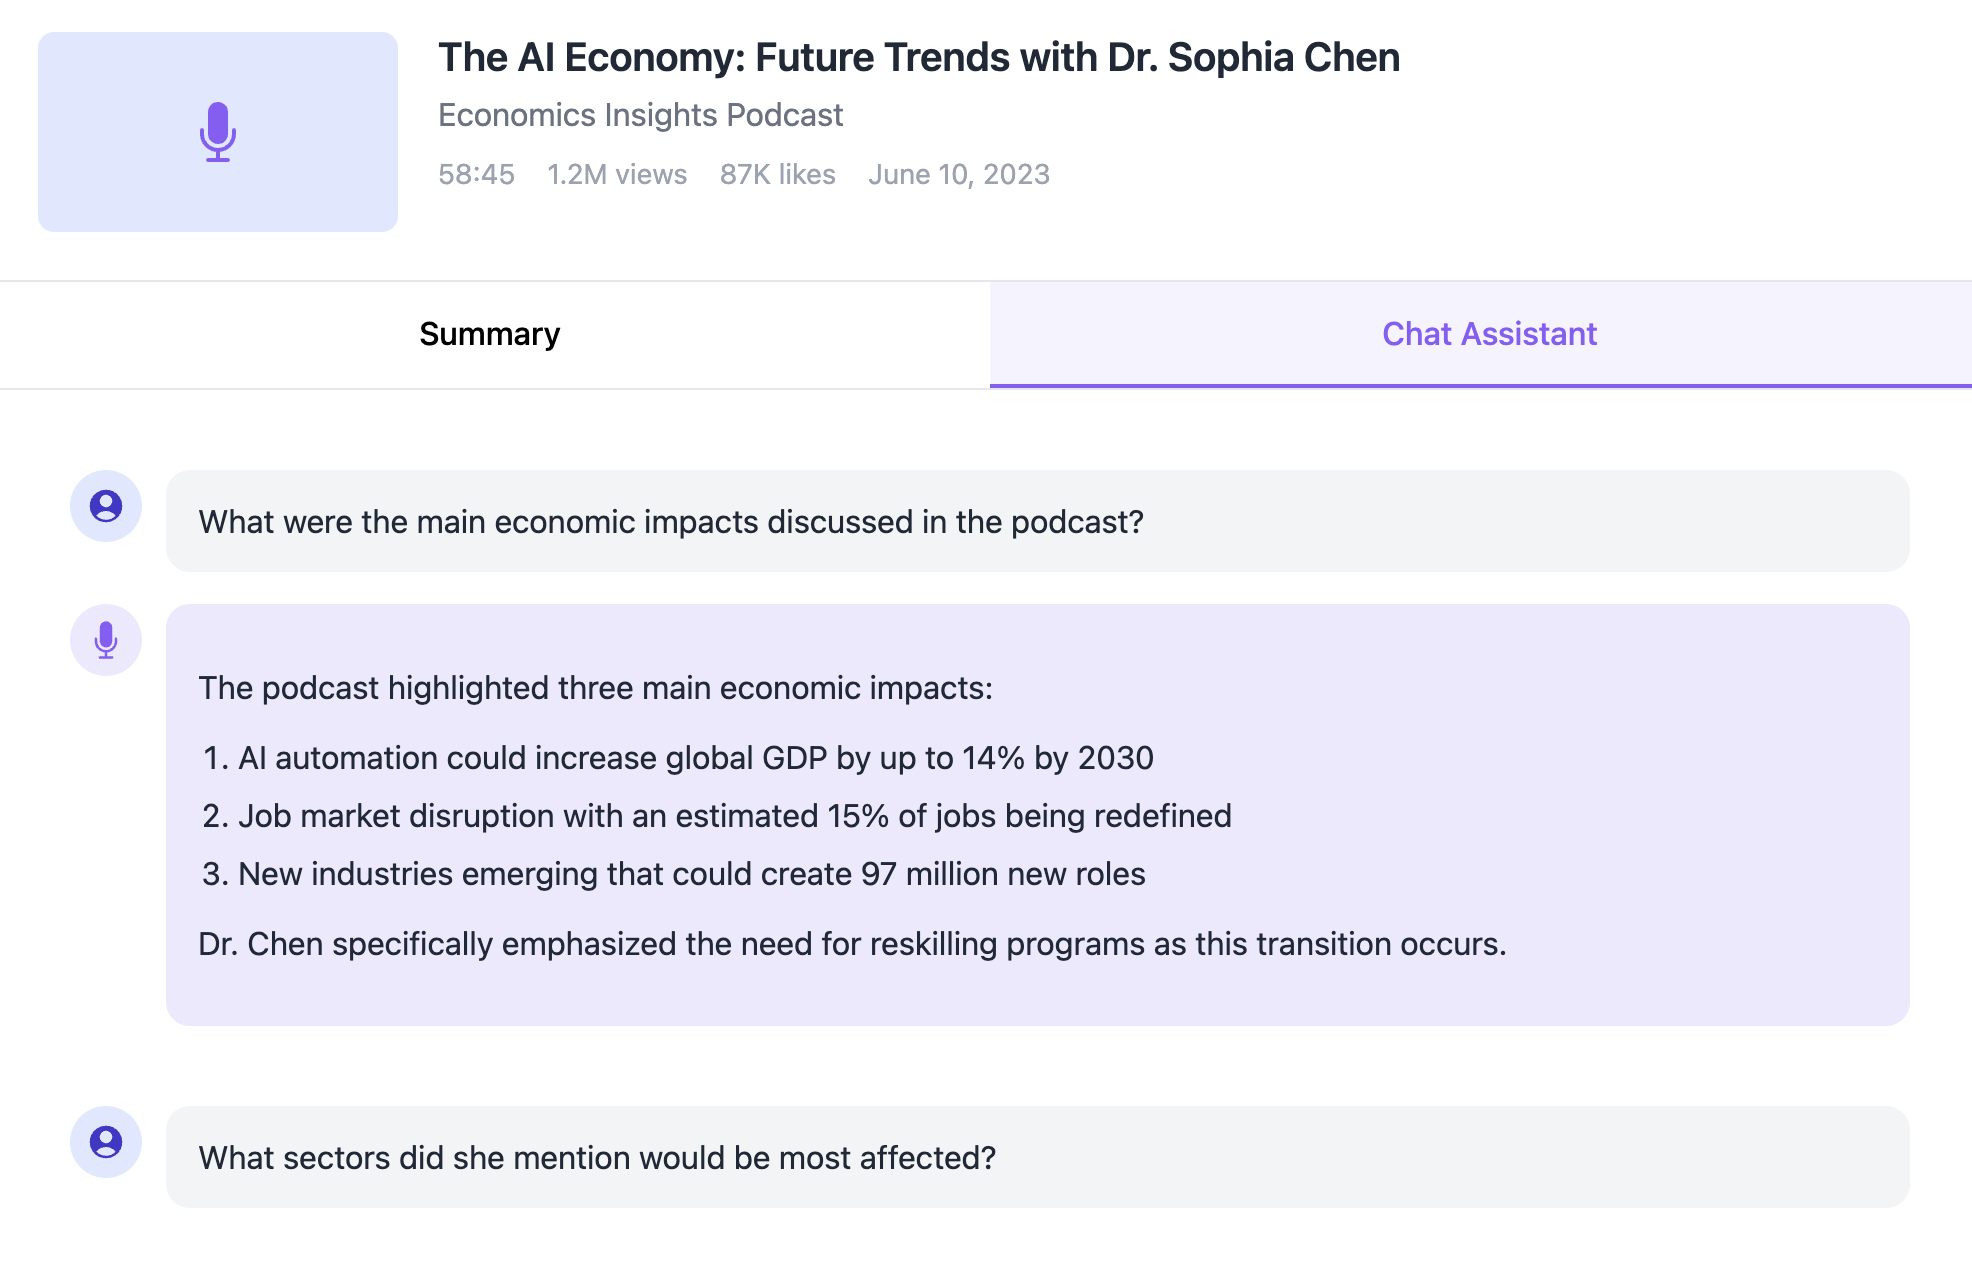 The AI Economy: Future Trends with Dr. Sophia Chen
Economics Insights Podcast
58:45 1.2M views 87K likes June 10, 2023
Summary
Chat Assistant
What were the main economic impacts discussed in the podcast?
The podcast highlighted three main economic impacts:
1. AI automation could increase global GDP by up to 14% by 2030
2. Job market disruption with an estimated 15% of jobs being redefined
3. New industries emerging that could create 97 million new roles
Dr. Chen specifically emphasized the need for reskilling programs as this transition occurs.
What sectors did she mention would be most affected?